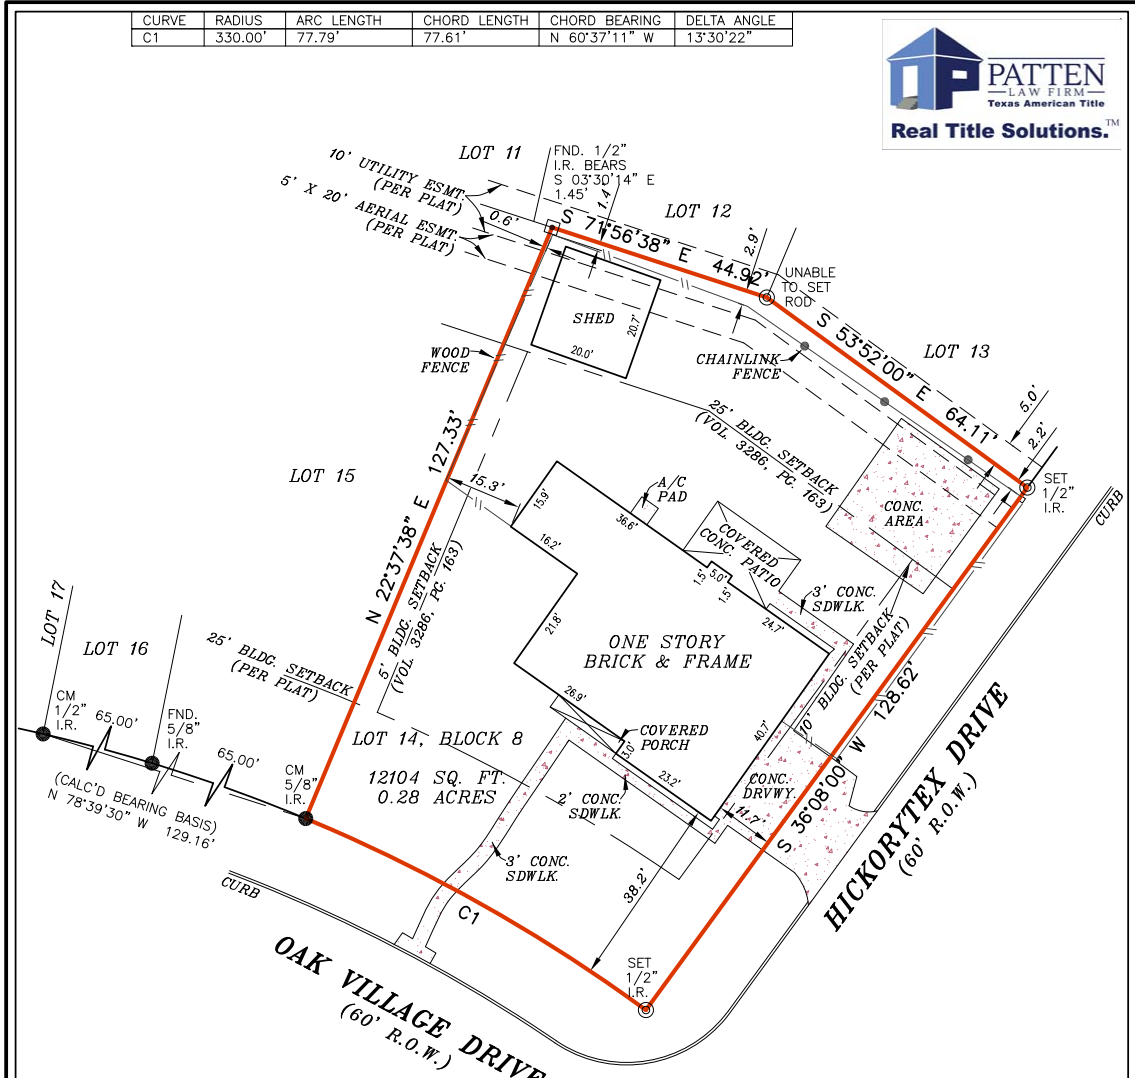 CURVE RADIUS ARC LENGTH CHORD LENGTH CHORD BEARING DELTA ANGLE
C1 330.00' 77.79' 77.61' N 60°37'11" W 13°30'22"
PATTEN
LAW FIRM
Texas American Title
Real Title Solutions.™
LOT 11
FND. 1/2"
I.R. BEARS
S 03°30'14" E
1.45'
10' UTILITY ESMT.
(PER PLAT)
5' X 20' AERIAL ESMT.
(PER PLAT)
0.6'
1.4
LOT 12
S 71°56'38" E 44.92'
2.9'
UNABLE
TO SET
ROD
S 53°52'00" E 64.11'
LOT 13
5.0'
2.2'
SET
1/2"
I.R.
CURB
SHED
20.7'
20.0'
WOOD
FENCE
CHAINLINK
FENCE
25' BLDG. SETBACK
(VOL. 3286, PG. 163)
CONC.
AREA
LOT 15
N 22°37'38" E 127.33'
15.3'
A/C
PAD
15.9'
36.6'
16.2'
COVERED
CONC. PATIO
1.5'
5.0'
1.5'
24.7'
3' CONC.
SDWLK.
21.8'
ONE STORY
BRICK & FRAME
5' BLDG. SETBACK
(VOL. 3286, PG. 163)
10' BLDG. SETBACK
(PER PLAT)
LOT 17
LOT 16
25' BLDG. SETBACK
(PER PLAT)
26.9'
40.7'
S 36°08'00" W 128.62'
CM
1/2"
I.R.
65.00'
FND.
5/8"
I.R.
65.00'
CM
5/8"
I.R.
(CALC'D BEARING BASIS)
N 78°39'30" W 129.16'
LOT 14, BLOCK 8
12104 SQ. FT.
0.28 ACRES
COVERED
PORCH
3.0'
23.2'
2' CONC.
SDWLK.
CONC.
DRVWY.
11.7'
3' CONC.
SDWLK.
38.2'
HICKORYTEX DRIVE
(60' R.O.W.)
CURB
C1
SET
1/2"
I.R.
OAK VILLAGE DRIVE
(60' R.O.W.)